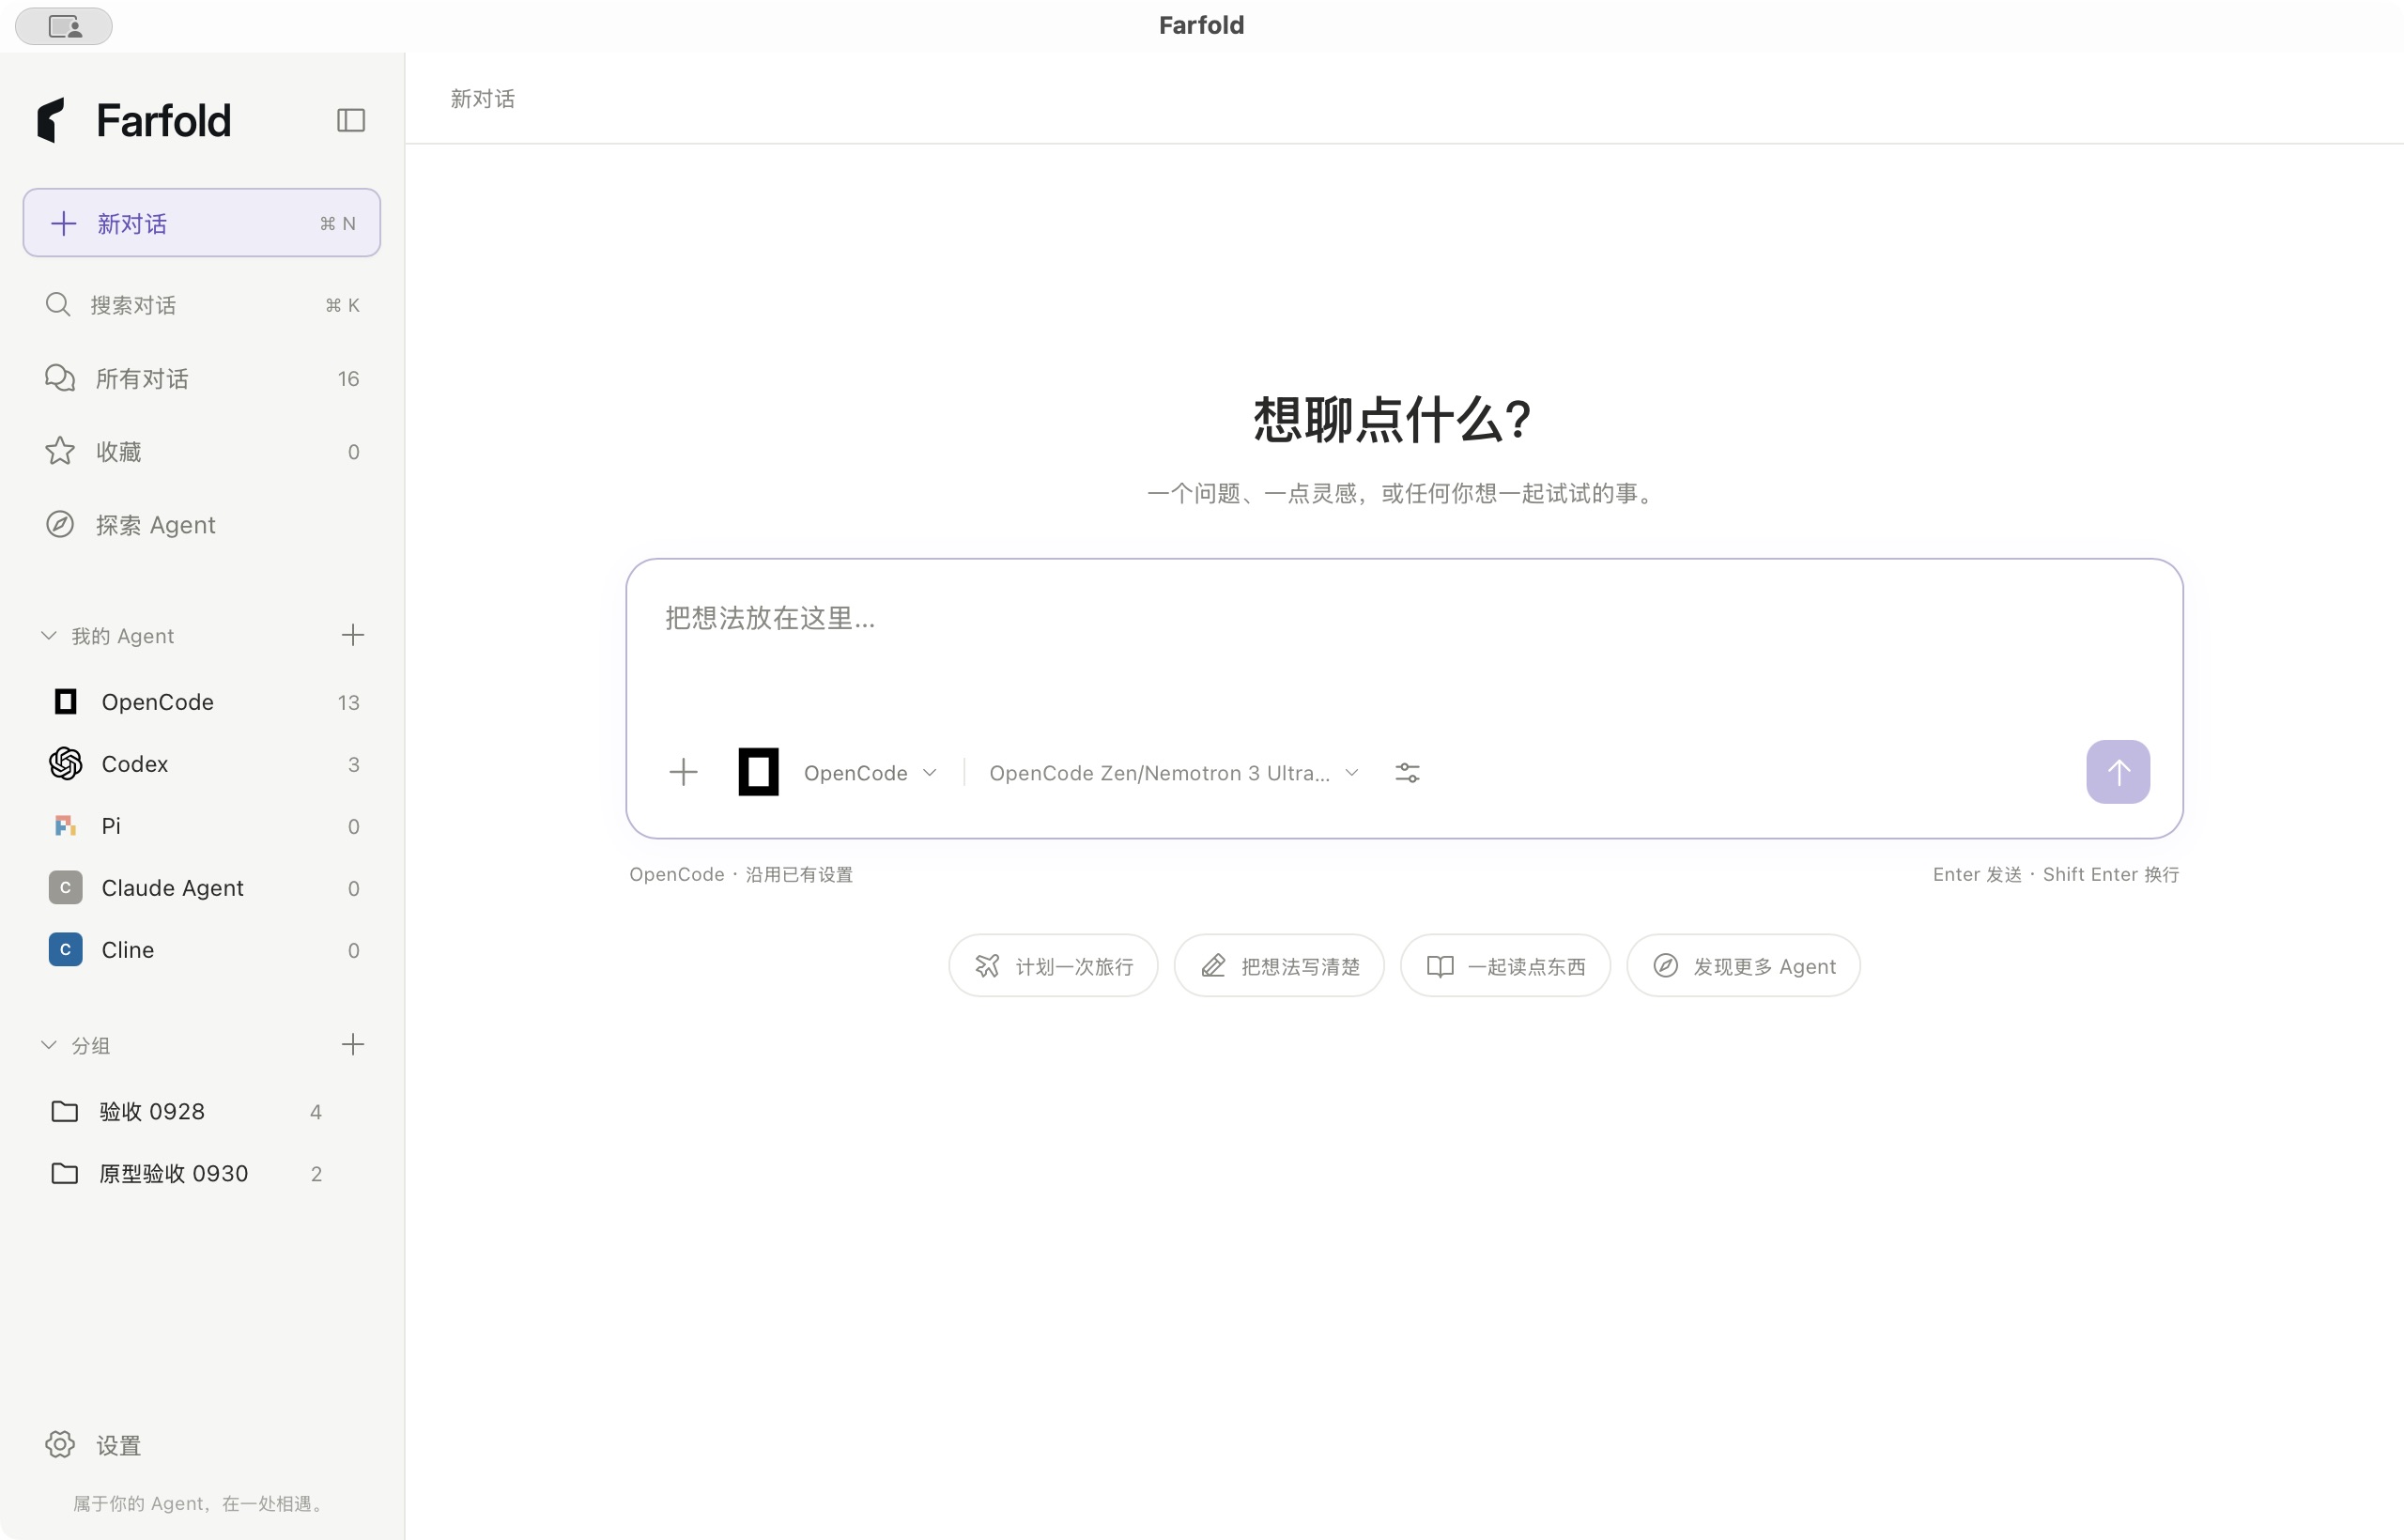 Farfold
Farfold
新对话 ⌘ N
搜索对话 ⌘ K
所有对话 16
收藏 0
探索 Agent
我的 Agent
OpenCode 13
Codex 3
Pi 0
C Claude Agent 0
C Cline 0
分组
验收 0928 4
原型验收 0930 2
设置
属于你的 Agent，在一处相遇。
新对话
想聊点什么？
一个问题、一点灵感，或任何你想一起试试的事。
把想法放在这里...
OpenCode OpenCode Zen/Nemotron 3 Ultra...
OpenCode · 沿用已有设置 Enter 发送 · Shift Enter 换行
计划一次旅行 把想法写清楚 一起读点东西 发现更多 Agent